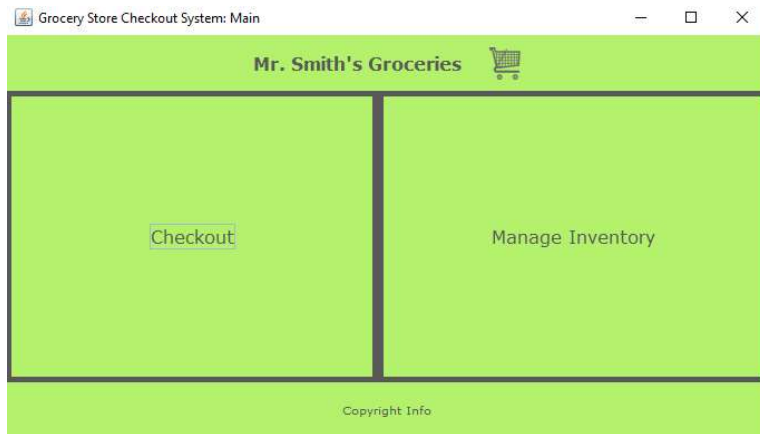 Grocery Store Checkout System: Main
Mr. Smith's Groceries
Checkout
Manage Inventory
Copyright Info